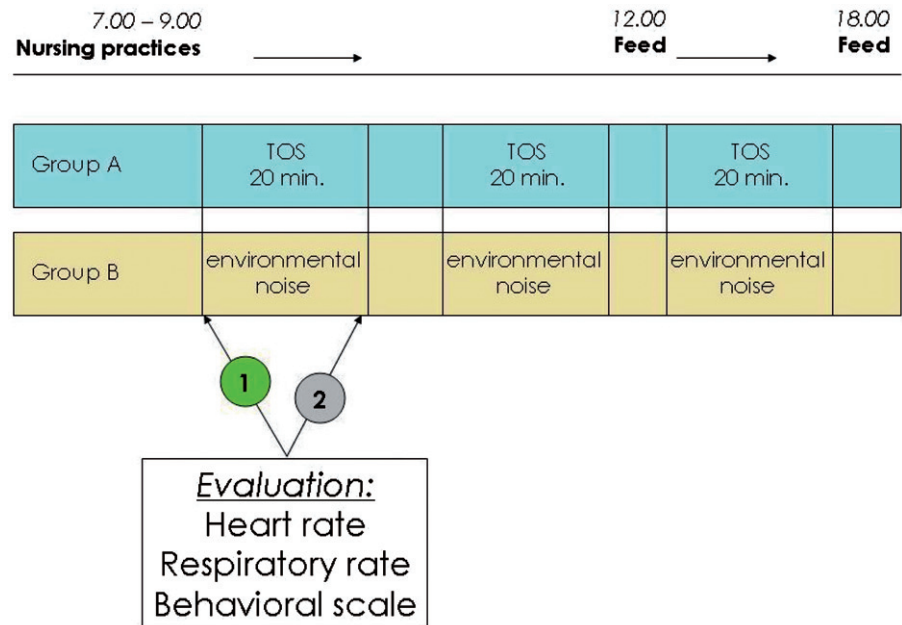 7.00 – 9.00 12.00 18.00
Nursing practices Feed Feed
Group A
TOS
20 min.
TOS
20 min.
TOS
20 min.
Group B
environmental
noise
environmental
noise
environmental
noise
1
2
Evaluation:
Heart rate
Respiratory rate
Behavioral scale